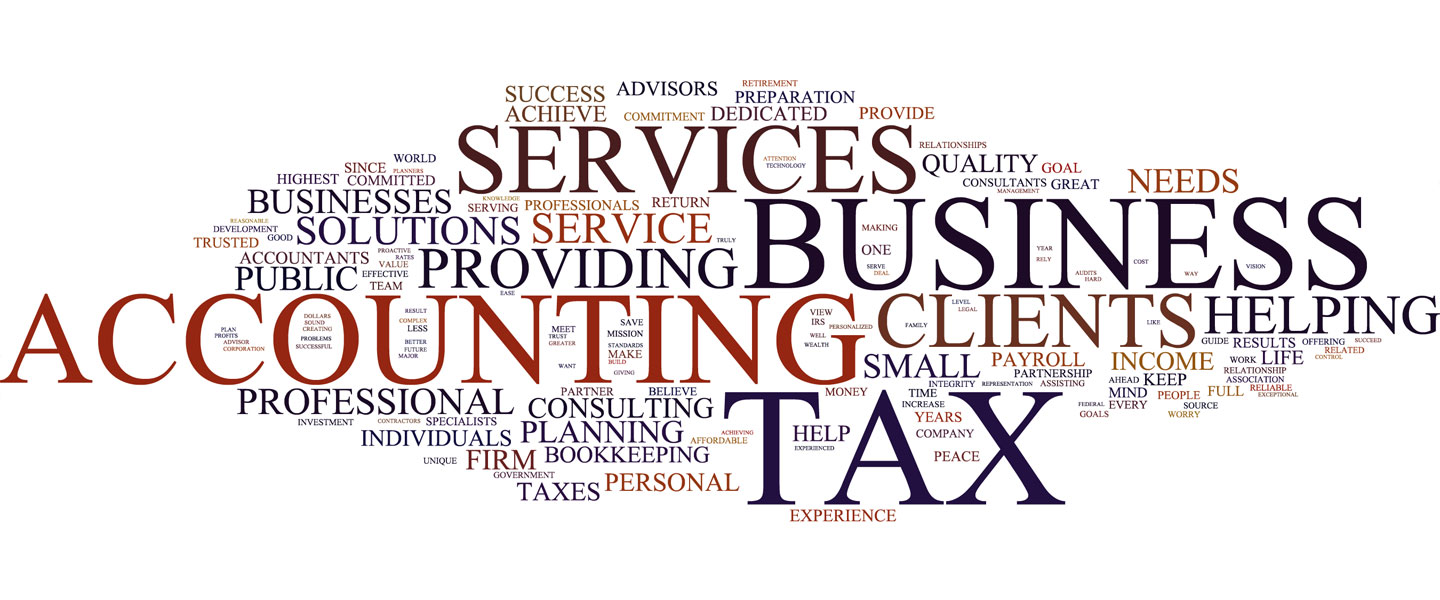 SUCCESS
ADVISORS
RETIREMENT
PREPARATION
ACHIEVE
COMMITMENT
DEDICATED
PROVIDE
SERVICES
ATTENTION
TECHNOLOGY
RELATIONSHIPS
WORLD
SINCE
PLANNERS
HIGHEST
COMMITTED
QUALITY
GOAL
CONSULTANTS
GREAT
MANAGEMENT
NEEDS
BUSINESSES
KNOWLEDGE
SERVING
PROFESSIONALS
RETURN
REASONABLE
DEVELOPMENT
GOOD
TRUSTED
SOLUTIONS
SERVICE
TRULY
BUSINESS
MAKING
ONE
SERVE
DEAL
YEAR
RELY
AUDITS
HARD
COST
WAY
VISION
ACCOUNTANTS
PROACTIVE
RATES
VALUE
PUBLIC
EFFECTIVE
TEAM
PROVIDING
EASE
ACCOUNTING
PLAN
PROFITS
ADVISOR
CORPORATION
DOLLARS
SOUND
CREATING
PROBLEMS
SUCCESSFUL
RESULT
COMPLEX
LESS
BETTER
FUTURE
MAJOR
MEET
TRUST
GREATER
WANT
SAVE
MISSION
STANDARDS
MAKE
BUILD
GIVING
VIEW
IRS
PERSONALIZED
WELL
WEALTH
CLIENTS
FAMILY
LEVEL
LEGAL
LIKE
HELPING
GUIDE
RESULTS
OFFERING
SUCCEED
RELATED
CONTROL
SMALL
PAYROLL
INCOME
WORK
LIFE
PARTNERSHIP
RELATIONSHIP
INTEGRITY
REPRESENTATION
ASSISTING
AHEAD
KEEP
ASSOCIATION
PROFESSIONAL
PARTNER
BELIEVE
MONEY
TIME
MIND
PEOPLE
FULL
RELIABLE
EXCEPTIONAL
INCREASE
FEDERAL
EVERY
SOURCE
GOALS
WORRY
CONSULTING
TAX
YEARS
INVESTMENT
CONTRACTORS
SPECIALISTS
INDIVIDUALS
PLANNING
ACHIEVING
AFFORDABLE
HELP
EXPERIENCED
COMPANY
PEACE
UNIQUE
FIRM
BOOKKEEPING
GOVERNMENT
TAXES
PERSONAL
EXPERIENCE